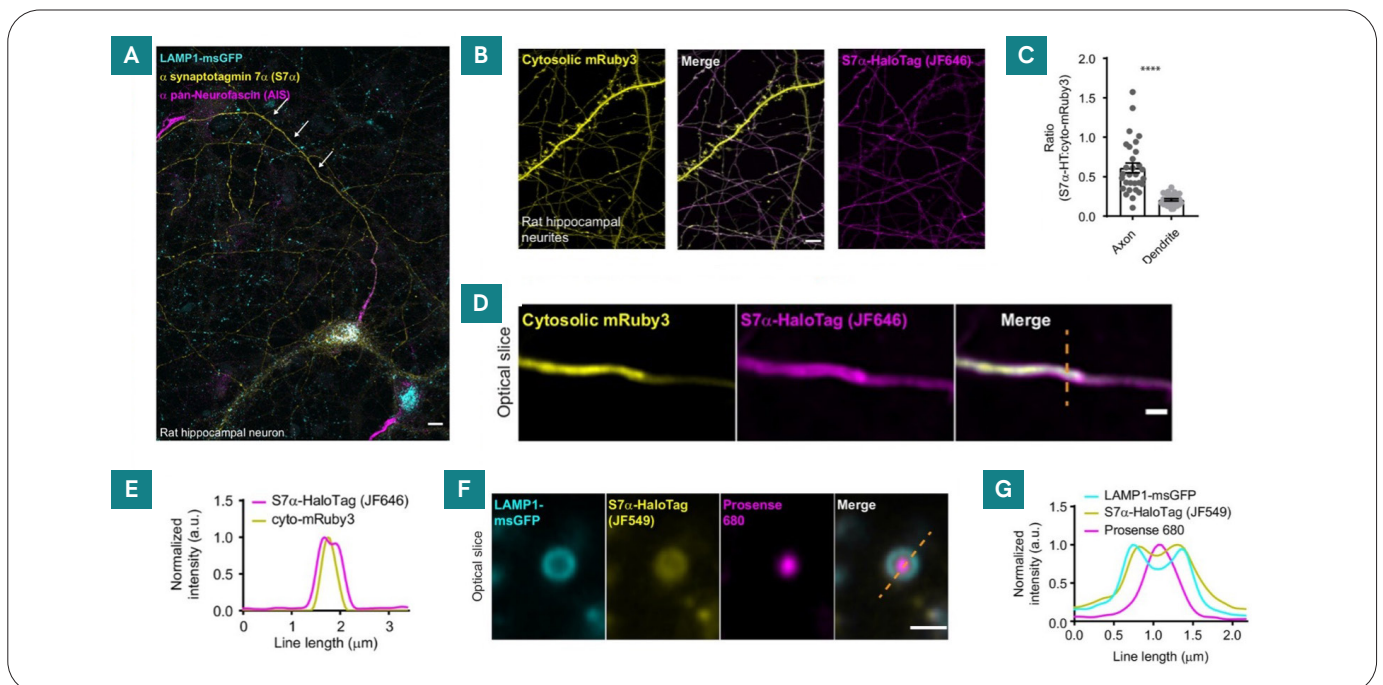 A
LAMP1-msGFP
α synaptotagmin 7α (S7α)
α pan-Neurofascin (AIS)
Rat hippocampal neuron
B
Cytosolic mRuby3
Merge
S7α-HaloTag (JF646)
Rat hippocampal
neurites
C
2.0
1.5
1.0
0.5
0.0
Ratio
(S7α-HT:cyto-mRuby3)
****
Axon
Dendrite
D
Optical slice
Cytosolic mRuby3
S7α-HaloTag (JF646)
Merge
E
S7α-HaloTag (JF646)
cyto-mRuby3
Normalized
intensity (a.u.)
1.5
1.0
0.5
0.0
0 1 2 3
Line length (μm)
F
Optical slice
LAMP1-
msGFP
S7α-HaloTag
(JF549)
Prosense
680
Merge
G
LAMP1-msGFP
S7α-HaloTag (JF549)
Prosense 680
Normalized
intensity (a.u.)
1.5
1.0
0.5
0.0
0.0 0.5 1.0 1.5 2.0
Line length (μm)